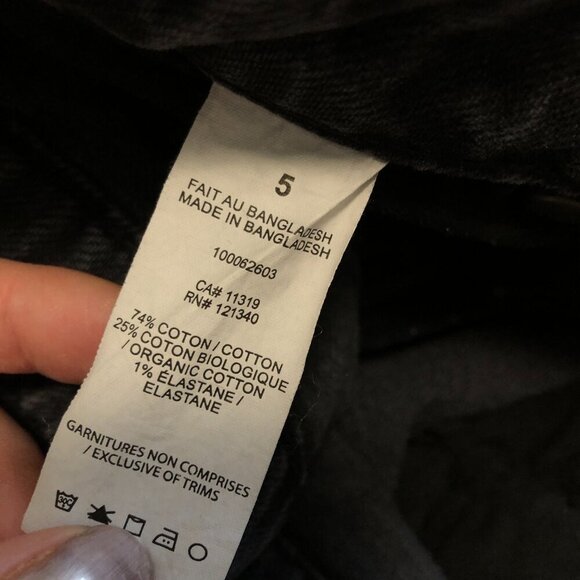 5
FAIT AU BANGLADESH
MADE IN BANGLADESH
100062603
CA# 11319
RN# 121340
74% COTON / COTTON
25% COTON BIOLOGIQUE
/ ORGANIC COTTON
1% ÉLASTANE /
ELASTANE
GARNITURES NON COMPRISES
/ EXCLUSIVE OF TRIMS
30C